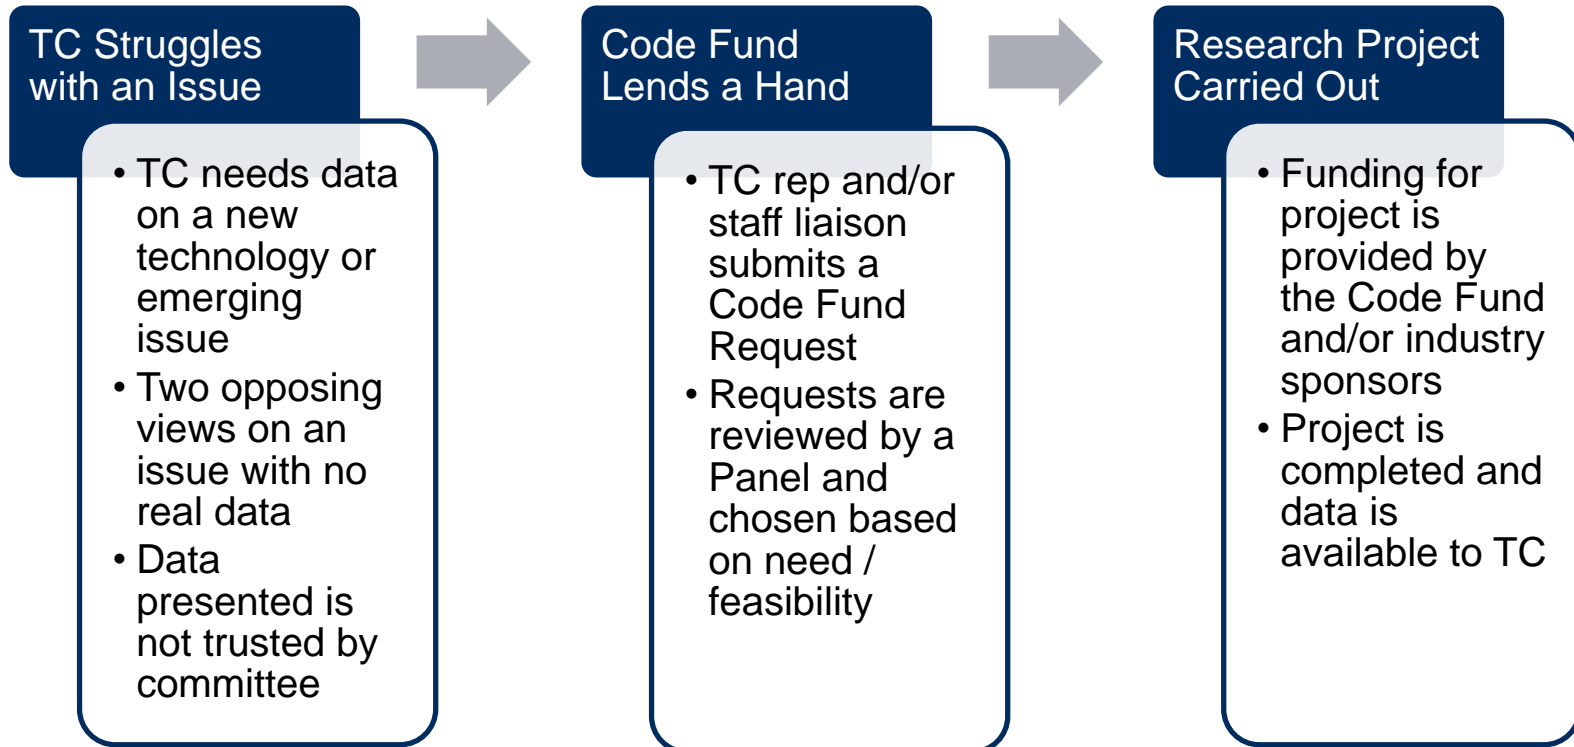 TC Struggles
with an Issue
• TC needs data
on a new
technology or
emerging
issue
• Two opposing
views on an
issue with no
real data
• Data
presented is
not trusted by
committee
Code Fund
Lends a Hand
• TC rep and/or
staff liaison
submits a
Code Fund
Request
• Requests are
reviewed by a
Panel and
chosen based
on need /
feasibility
Research Project
Carried Out
• Funding for
project is
provided by
the Code Fund
and/or industry
sponsors
• Project is
completed and
data is
available to TC